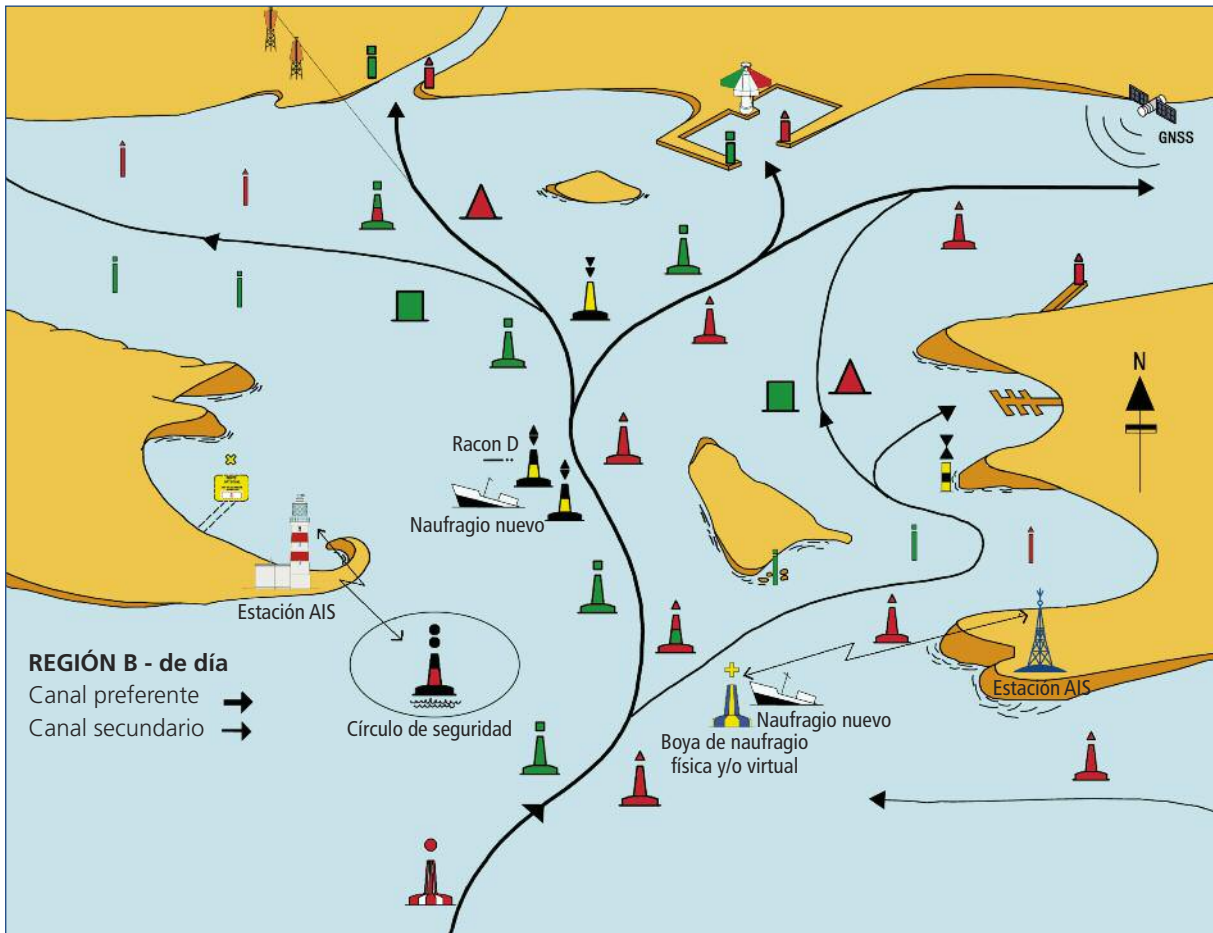 GNSS
N
Racon D
Naufragio nuevo
Estación AIS
REGIÓN B - de día
Canal preferente
Canal secundario
Círculo de seguridad
Estación AIS
Naufragio nuevo
Boya de naufragio
física y/o virtual